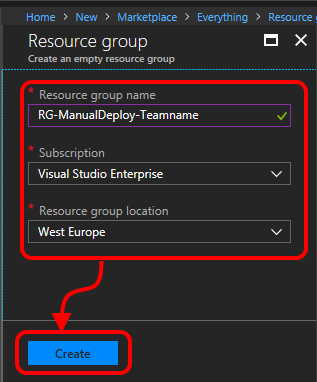 Home > New > Marketplace > Everything > Resource g
Resource group
Create an empty resource group
* Resource group name
RG-ManualDeploy-Teamname
* Subscription
Visual Studio Enterprise
* Resource group location
West Europe
Create